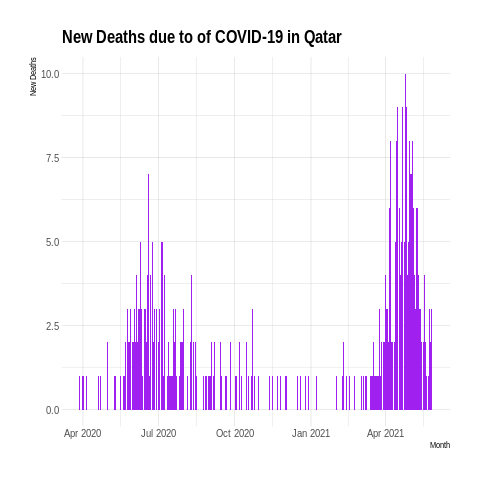 New Deaths due to of COVID-19 in Qatar
New Deaths
10.0
7.5
5.0
2.5
0.0
Apr 2020 Jul 2020 Oct 2020 Jan 2021 Apr 2021
Month